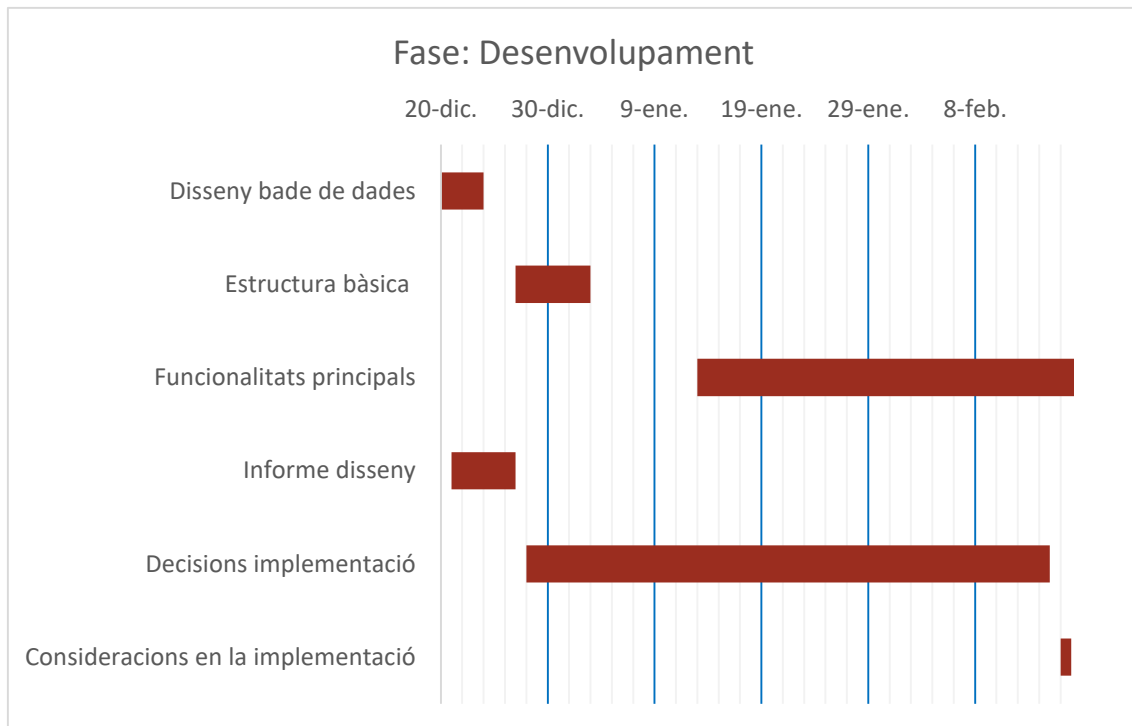 Fase: Desenvolupament
20-dic. 30-dic. 9-ene. 19-ene. 29-ene. 8-feb.
Disseny bade de dades
Estructura bàsica
Funcionalitats principals
Informe disseny
Decisions implementació
Consideracions en la implementació